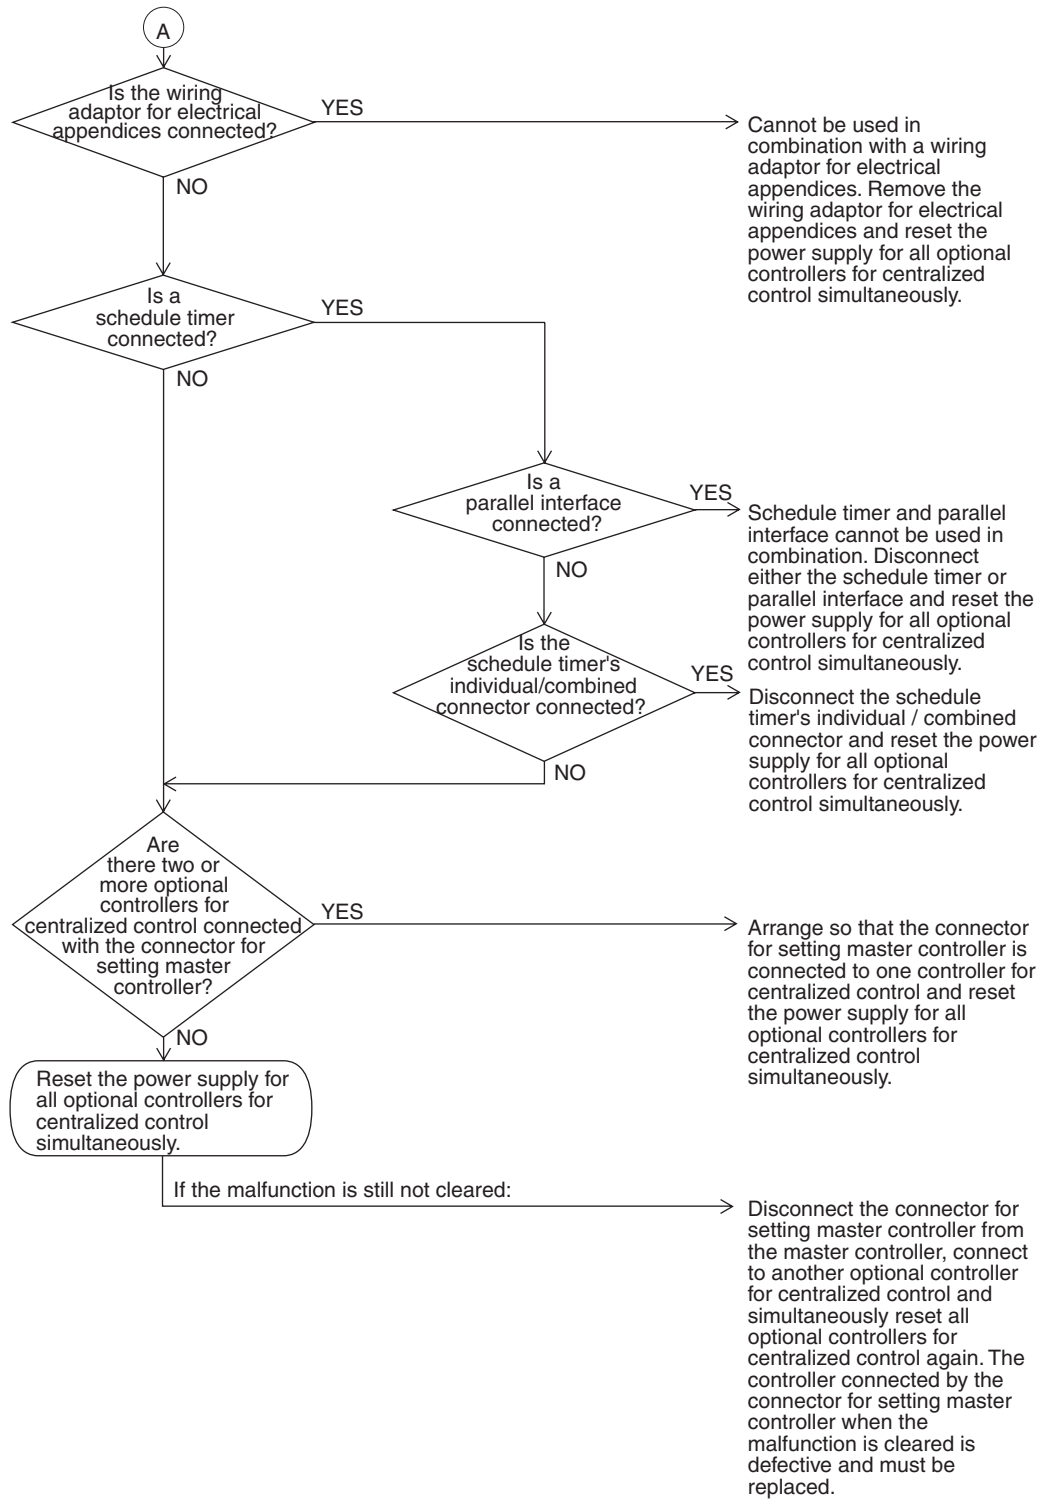 A
Is the wiring
adaptor for electrical
appendices connected?
YES
Cannot be used in
combination with a wiring
adaptor for electrical
appendices. Remove the
wiring adaptor for electrical
appendices and reset the
power supply for all optional
controllers for centralized
control simultaneously.
NO
Is a
schedule timer
connected?
YES
NO
Is a
parallel interface
connected?
YES
Schedule timer and parallel
interface cannot be used in
combination. Disconnect
either the schedule timer or
parallel interface and reset the
power supply for all optional
controllers for centralized
control simultaneously.
NO
Is the
schedule timer's
individual/combined
connector connected?
YES
Disconnect the schedule
timer's individual / combined
connector and reset the power
supply for all optional
controllers for centralized
control simultaneously.
NO
Are
there two or
more optional
controllers for
centralized control connected
with the connector for
setting master
controller?
YES
Arrange so that the connector
for setting master controller is
connected to one controller for
centralized control and reset
the power supply for all
optional controllers for
centralized control
simultaneously.
NO
Reset the power supply for
all optional controllers for
centralized control
simultaneously.
If the malfunction is still not cleared:
Disconnect the connector for
setting master controller from
the master controller, connect
to another optional controller
for centralized control and
simultaneously reset all
optional controllers for
centralized control again. The
controller connected by the
connector for setting master
controller when the
malfunction is cleared is
defective and must be
replaced.